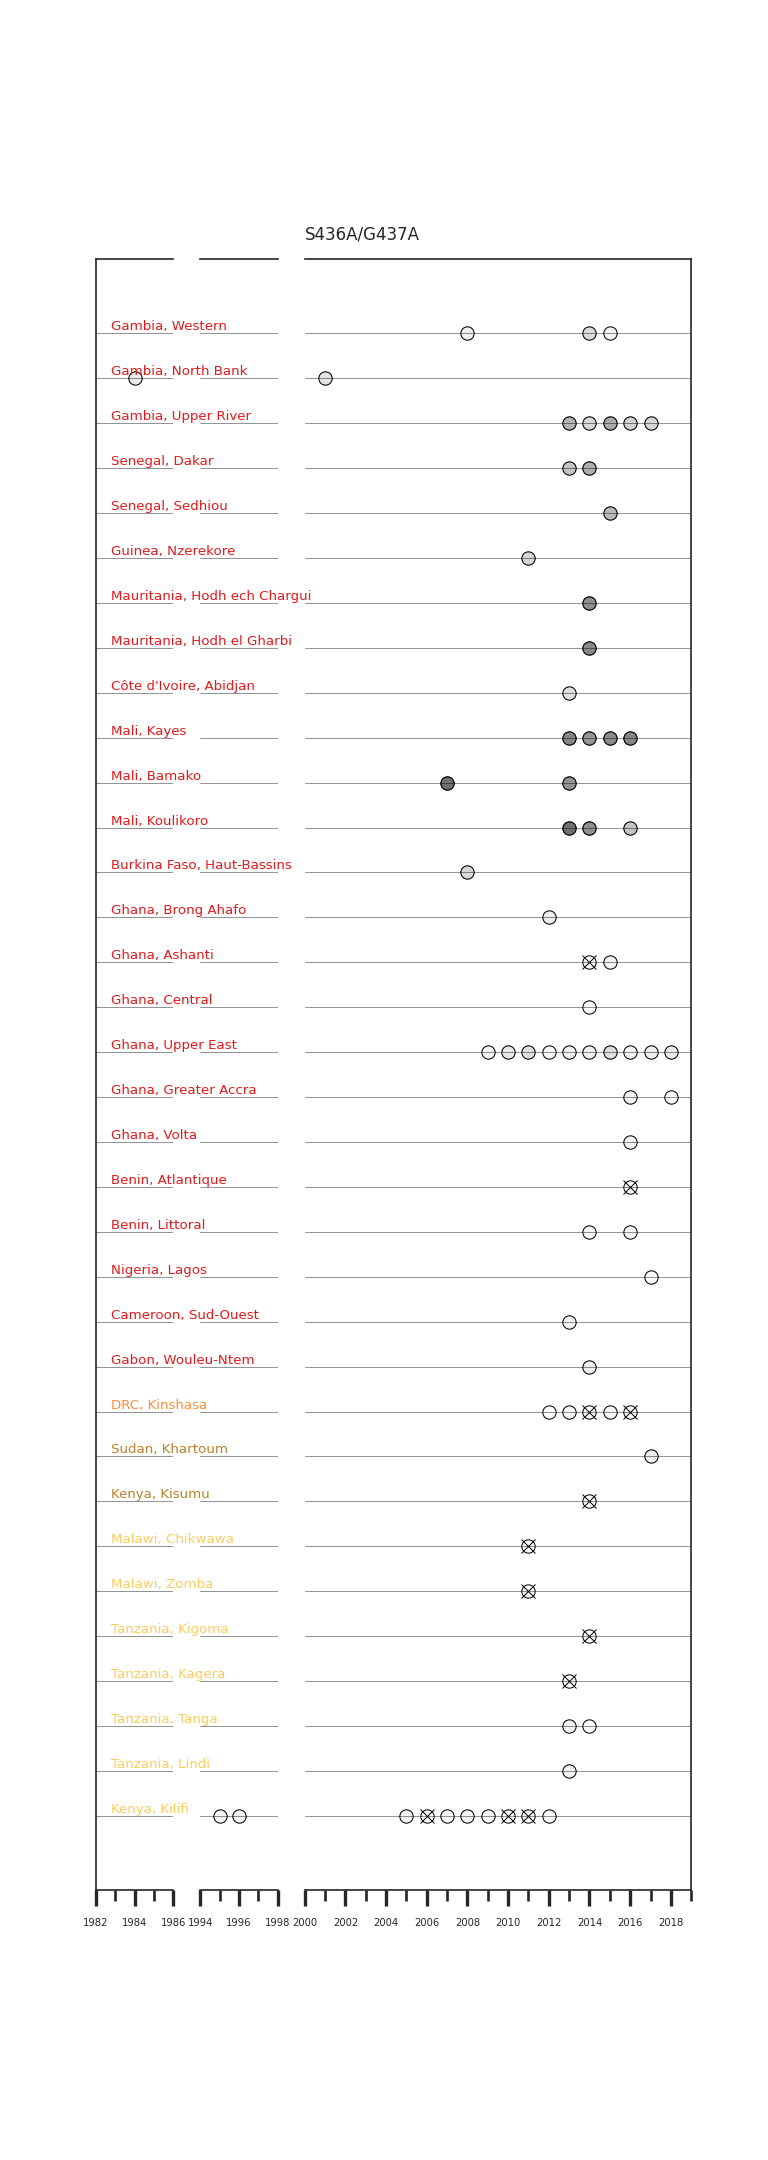 S436A/G437A
Gambia, Western
Gambia, North Bank
Gambia, Upper River
Senegal, Dakar
Senegal, Sedhiou
Guinea, Nzerekore
Mauritania, Hodh ech Chargui
Mauritania, Hodh el Gharbi
Côte d'Ivoire, Abidjan
Mali, Kayes
Mali, Bamako
Mali, Koulikoro
Burkina Faso, Haut-Bassins
Ghana, Brong Ahafo
Ghana, Ashanti
Ghana, Central
Ghana, Upper East
Ghana, Greater Accra
Ghana, Volta
Benin, Atlantique
Benin, Littoral
Nigeria, Lagos
Cameroon, Sud-Ouest
Gabon, Wouleu-Ntem
DRC, Kinshasa
Sudan, Khartoum
Kenya, Kisumu
Malawi, Chikwawa
Malawi, Zomba
Tanzania, Kigoma
Tanzania, Kagera
Tanzania, Tanga
Tanzania, Lindi
Kenya, Kilifi
1982 1984 1986 1994 1996 1998 2000 2002 2004 2006 2008 2010 2012 2014 2016 2018